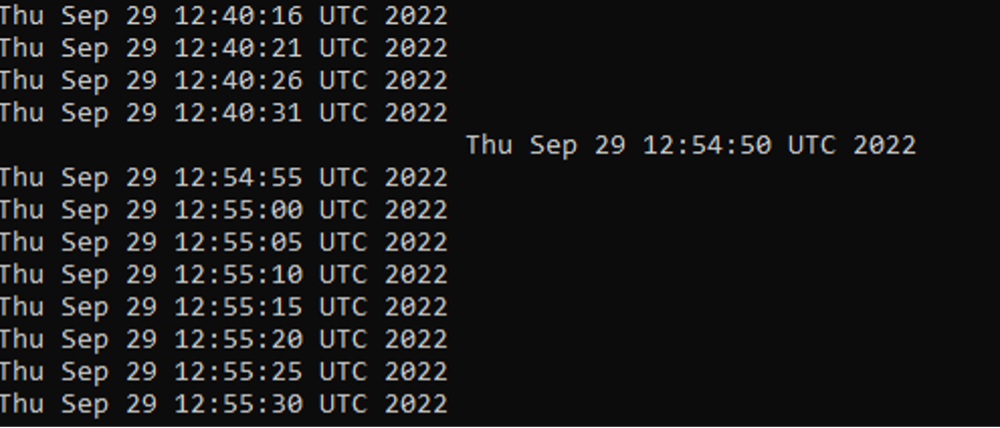 Thu Sep 29 12:40:16 UTC 2022
Thu Sep 29 12:40:21 UTC 2022
Thu Sep 29 12:40:26 UTC 2022
Thu Sep 29 12:40:31 UTC 2022
Thu Sep 29 12:54:50 UTC 2022
Thu Sep 29 12:54:55 UTC 2022
Thu Sep 29 12:55:00 UTC 2022
Thu Sep 29 12:55:05 UTC 2022
Thu Sep 29 12:55:10 UTC 2022
Thu Sep 29 12:55:15 UTC 2022
Thu Sep 29 12:55:20 UTC 2022
Thu Sep 29 12:55:25 UTC 2022
Thu Sep 29 12:55:30 UTC 2022